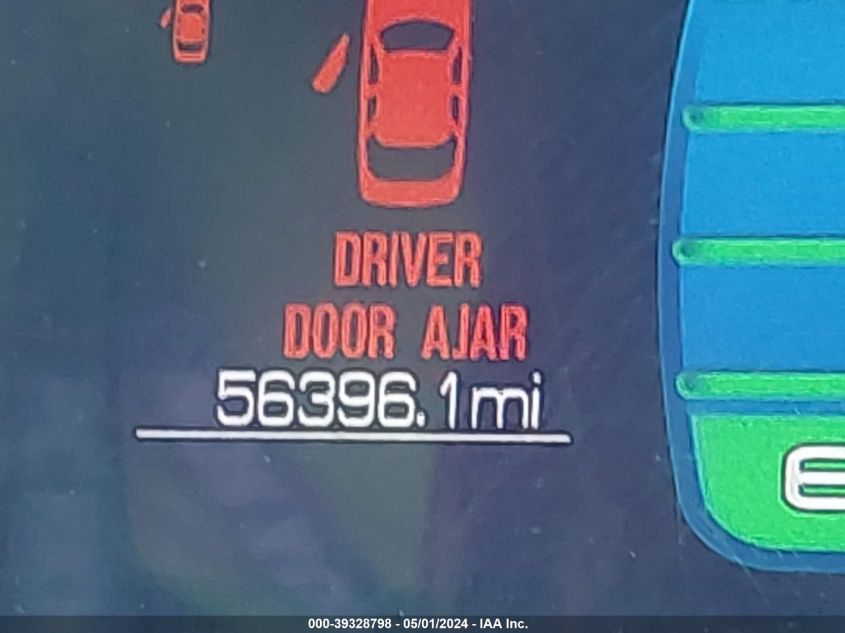 DRIVER
DOOR AJAR
56396.1mi
E
000-39328798 - 05/01/2024 - IAA Inc.